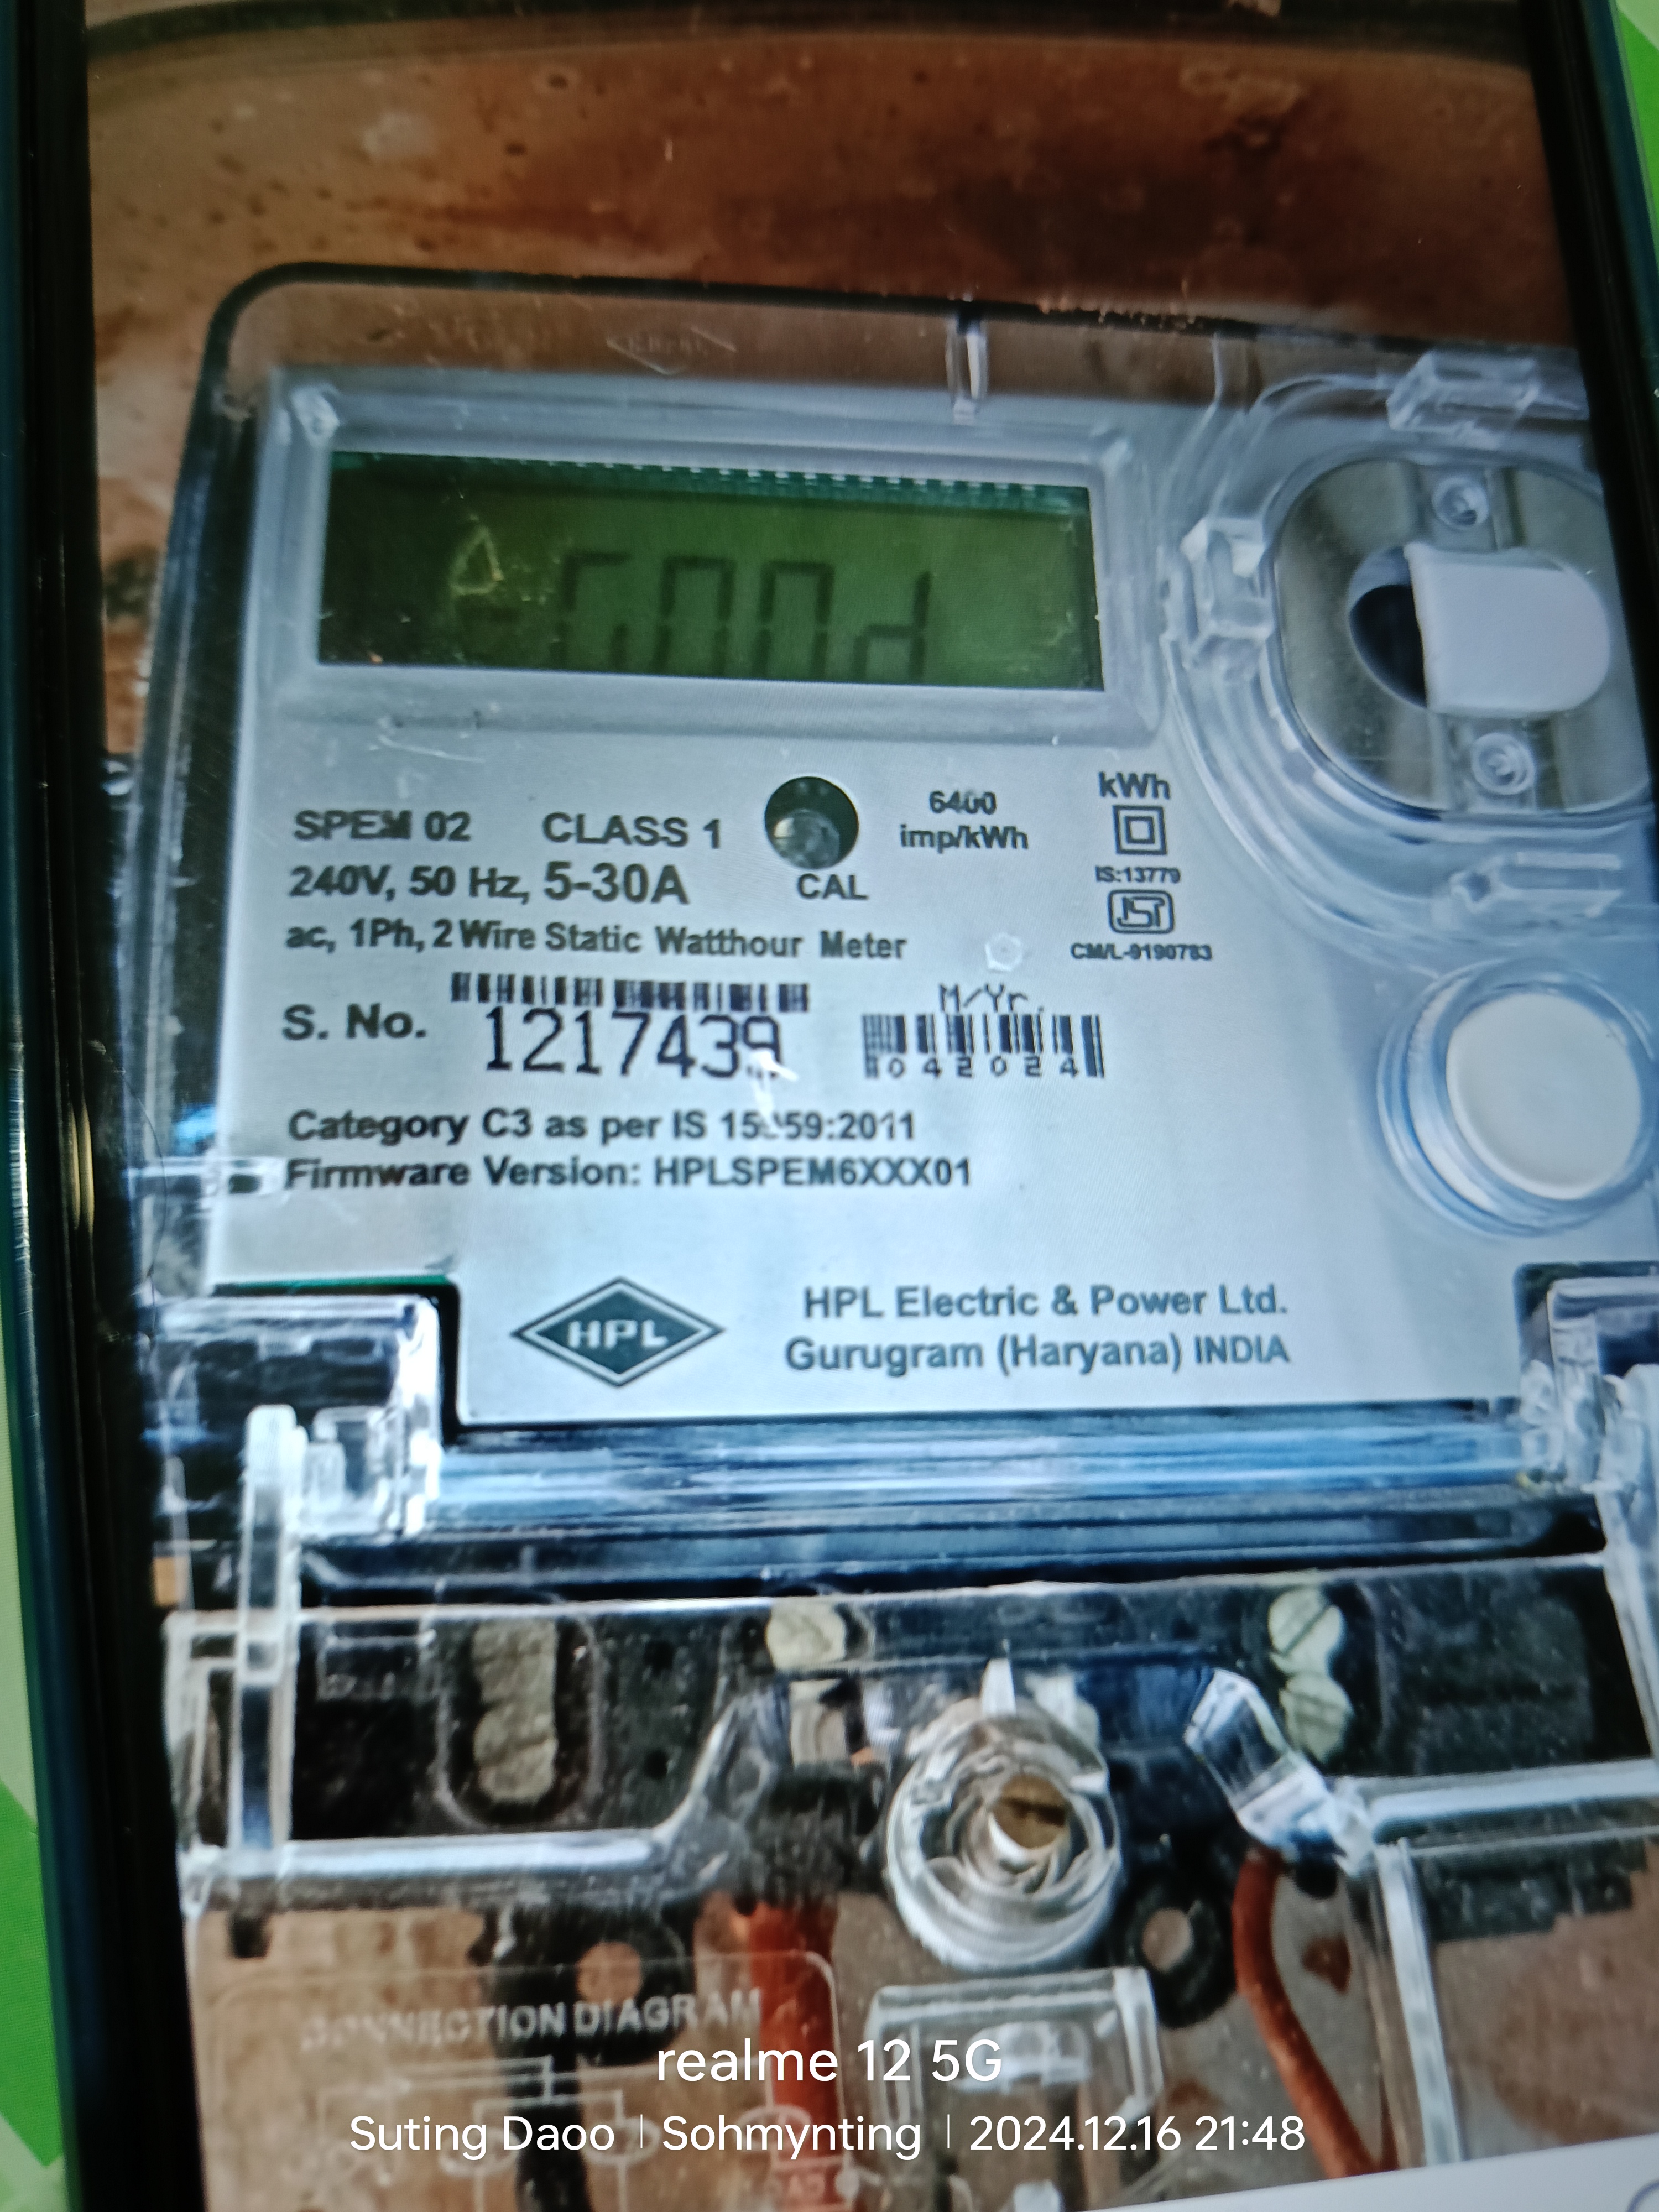 GOOd
SPEM 02 CLASS 1
6400
imp/kWh
kWh
240V, 50 Hz, 5-30A
CAL
IS:13779
ac, 1Ph, 2 Wire Static Watthour Meter
CM/L-9190783
M/Yr.
S. No. 1217439
042024
Category C3 as per IS 15959:2011
Firmware Version: HPLSPEM6XXX01
HPL
HPL Electric & Power Ltd.
Gurugram (Haryana) INDIA
CONNECTION DIAGRAM
realme 12 5G
Suting Daoo | Sohmynting | 2024.12.16 21:48